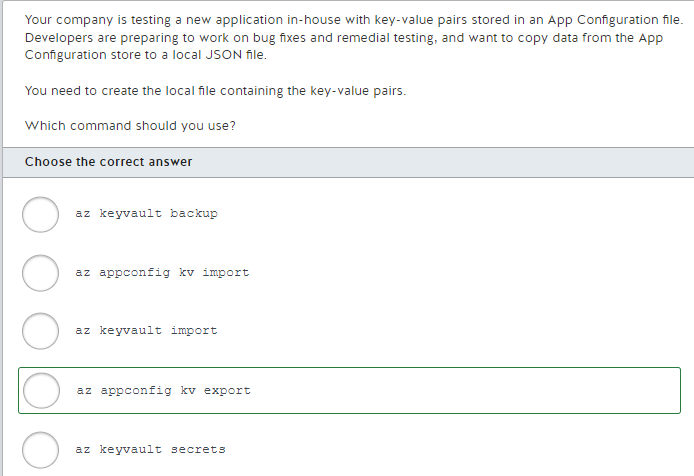 Your company is testing a new application in-house with key-value pairs stored in an App Configuration file.
Developers are preparing to work on bug fixes and remedial testing, and want to copy data from the App
Configuration store to a local JSON file.
You need to create the local file containing the key-value pairs.
Which command should you use?
Choose the correct answer
az keyvault backup
az appconfig kv import
az keyvault import
az appconfig kv export
az keyvault secrets